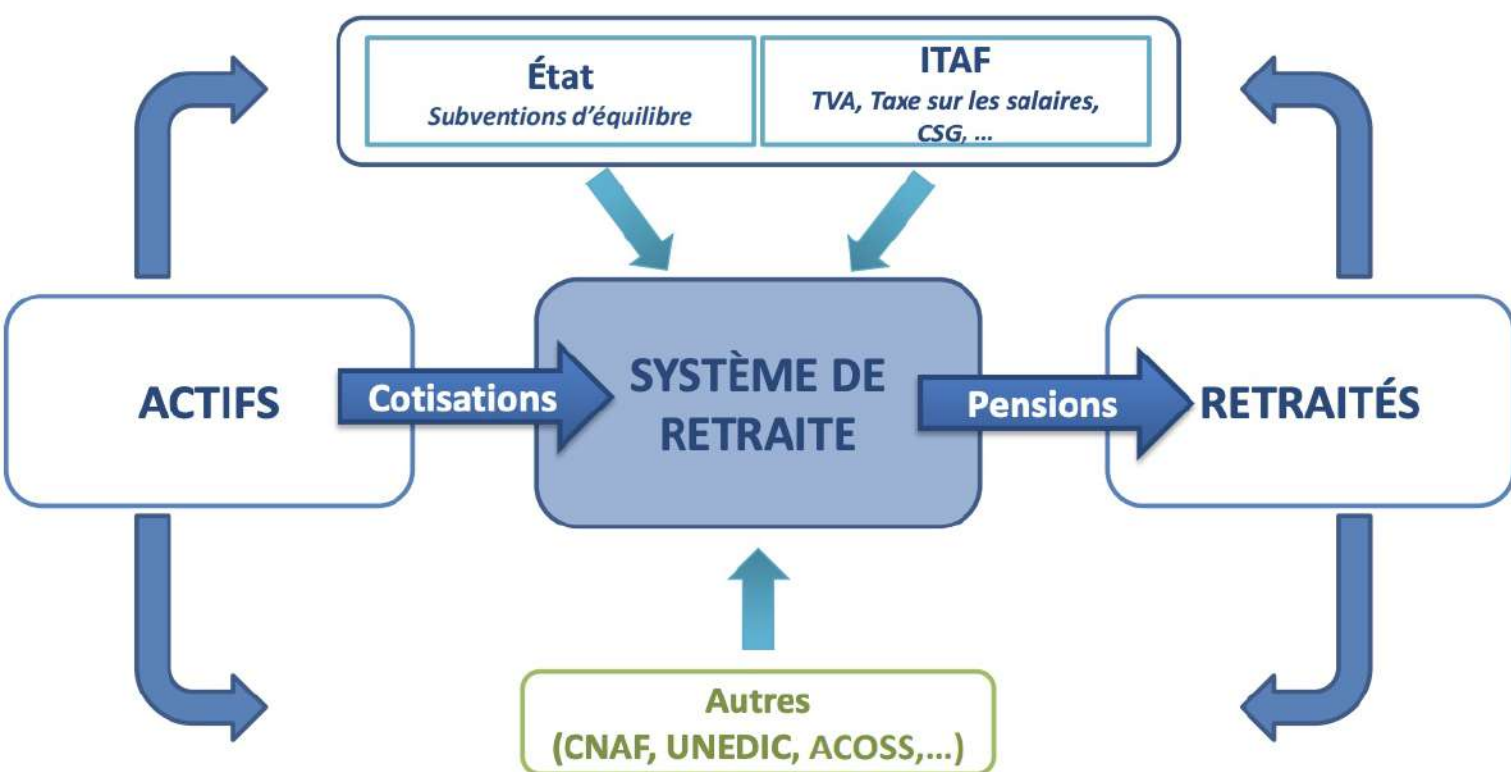 État
Subventions d'équilibre
ITAF
TVA, Taxe sur les salaires,
CSG, ...
ACTIFS
Cotisations
SYSTÈME DE
RETRAITE
Pensions
RETRAITÉS
Autres
(CNAF, UNEDIC, ACOSS,...)